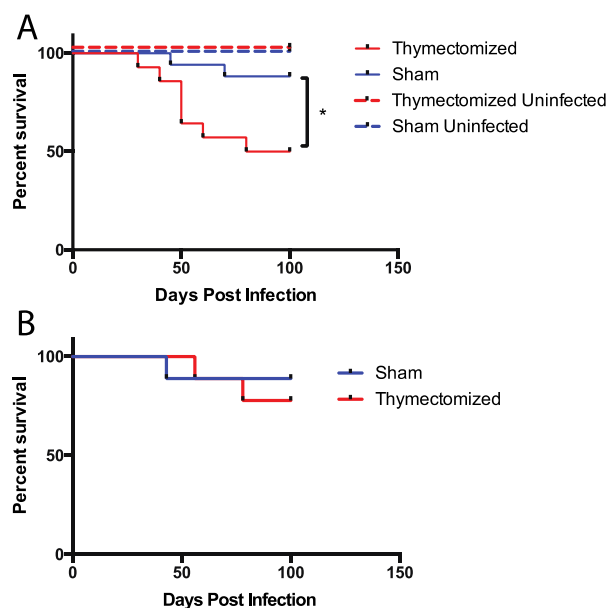 A
100
50
0
0 50 100 150
Percent survival
Days Post Infection
Thymectomized
Sham
Thymectomized Uninfected
Sham Uninfected
*
B
100
50
0
0 50 100 150
Percent survival
Days Post Infection
Sham
Thymectomized